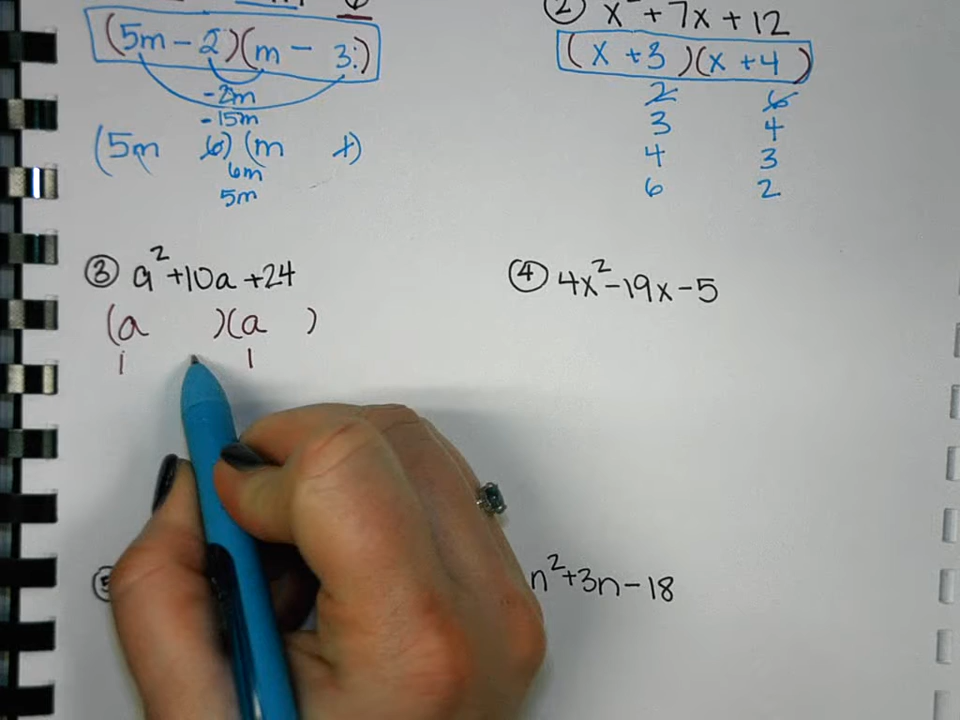 (5m - 2)(m - 3)
-2m
-15m
(5m 6)(m 1)
6m
5m
② x² + 7x + 12
(x + 3)(x + 4)
2 6
3 4
4 3
6 2
③ a² + 10a + 24
(a )(a )
1 1
④ 4x² - 19x - 5
n² + 3n - 18